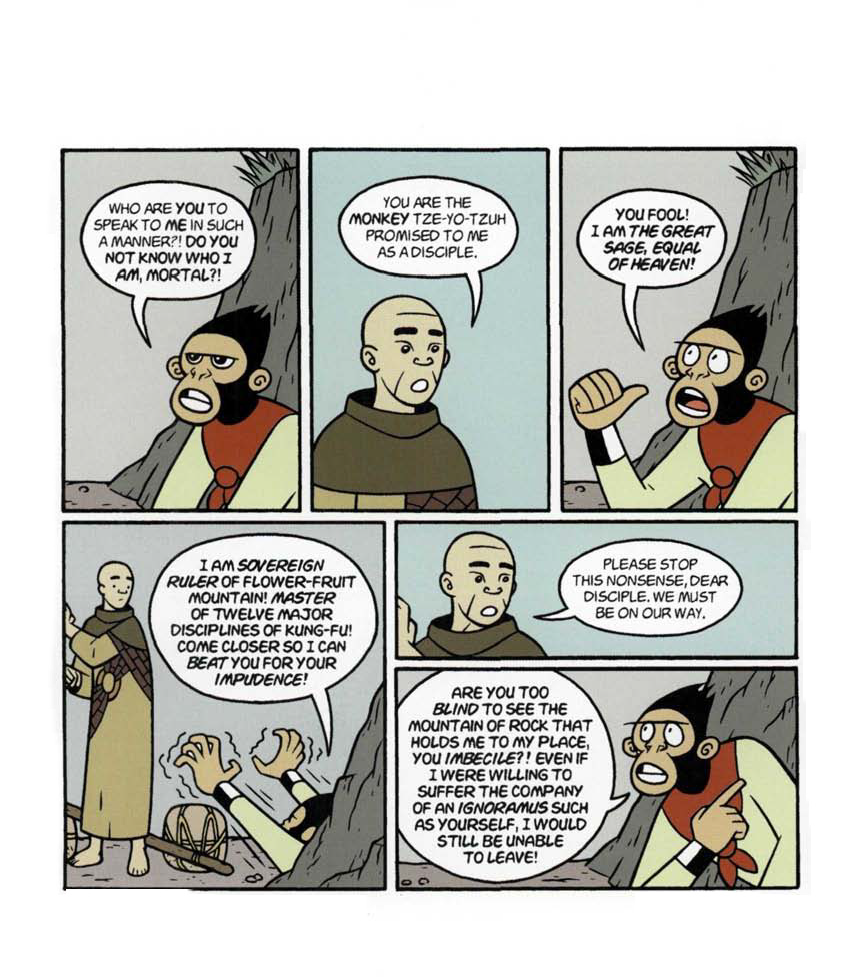 WHO ARE YOU TO
SPEAK TO ME IN SUCH
A MANNER?! DO YOU
NOT KNOW WHO I
AM, MORTAL?!
YOU ARE THE
MONKEY TZE-YO-TZUH
PROMISED TO ME
AS A DISCIPLE.
YOU FOOL!
I AM THE GREAT
SAGE, EQUAL
OF HEAVEN!
I AM SOVEREIGN
RULER OF FLOWER-FRUIT
MOUNTAIN! MASTER
OF TWELVE MAJOR
DISCIPLINES OF KUNG-FU!
COME CLOSER SO I CAN
BEAT YOU FOR YOUR
IMPUDENCE!
PLEASE STOP
THIS NONSENSE, DEAR
DISCIPLE. WE MUST
BE ON OUR WAY.
ARE YOU TOO
BLIND TO SEE THE
MOUNTAIN OF ROCK THAT
HOLDS ME TO MY PLACE,
YOU IMBECILE?! EVEN IF
I WERE WILLING TO
SUFFER THE COMPANY
OF AN IGNORAMUS SUCH
AS YOURSELF, I WOULD
STILL BE UNABLE
TO LEAVE!